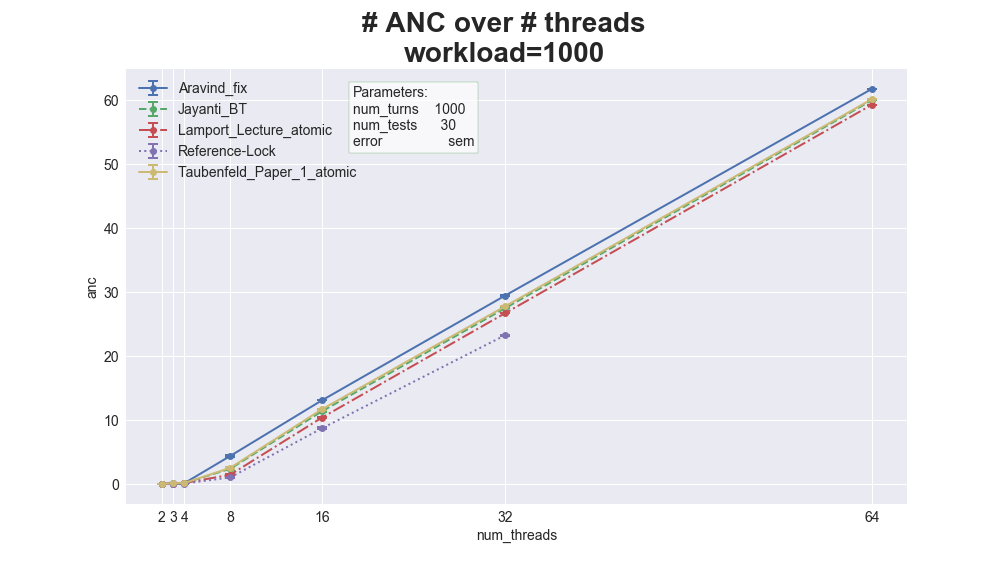 # ANC over # threads
workload=1000
Aravind_fix
Jayanti_BT
Lamport_Lecture_atomic
Reference-Lock
Taubenfeld_Paper_1_atomic
Parameters:
num_turns 1000
num_tests 30
error sem
anc
60
50
40
30
20
10
0
2 3 4 8 16 32 64
num_threads